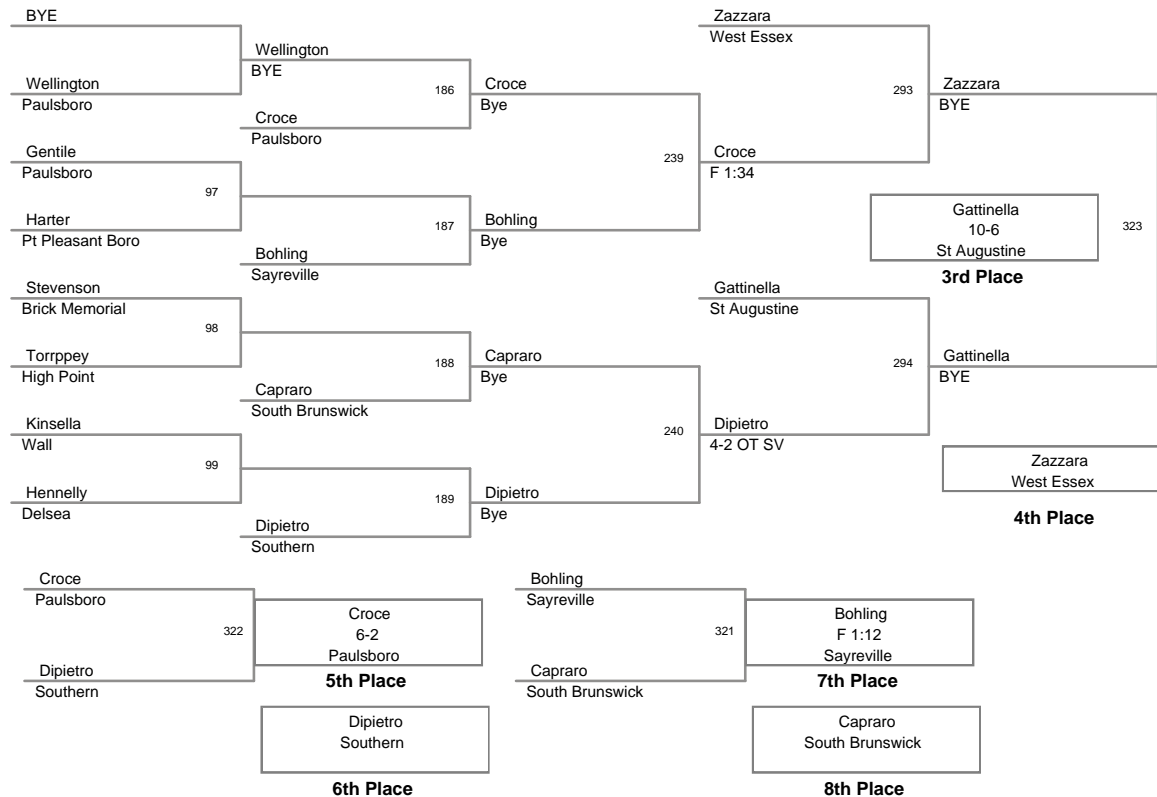 BYE
Wellington
Paulsboro
Wellington
BYE
186
Croce
Paulsboro
Croce
Bye
Gentile
Paulsboro
97
Harter
Pt Pleasant Boro
187
Bohling
Sayreville
Bohling
Bye
239
Croce
F 1:34
Stevenson
Brick Memorial
98
Torrppey
High Point
188
Capraro
South Brunswick
Capraro
Bye
Kinsella
Wall
99
Hennelly
Delsea
189
Dipietro
Southern
Dipietro
Bye
240
Dipietro
4-2 OT SV
Zazzara
West Essex
293
Zazzara
BYE
Gattinella
St Augustine
294
Gattinella
BYE
323
Gattinella
10-6
St Augustine
3rd Place
Zazzara
West Essex
4th Place
Croce
Paulsboro
322
Dipietro
Southern
Croce
6-2
Paulsboro
5th Place
Dipietro
Southern
6th Place
Bohling
Sayreville
321
Capraro
South Brunswick
Bohling
F 1:12
Sayreville
7th Place
Capraro
South Brunswick
8th Place